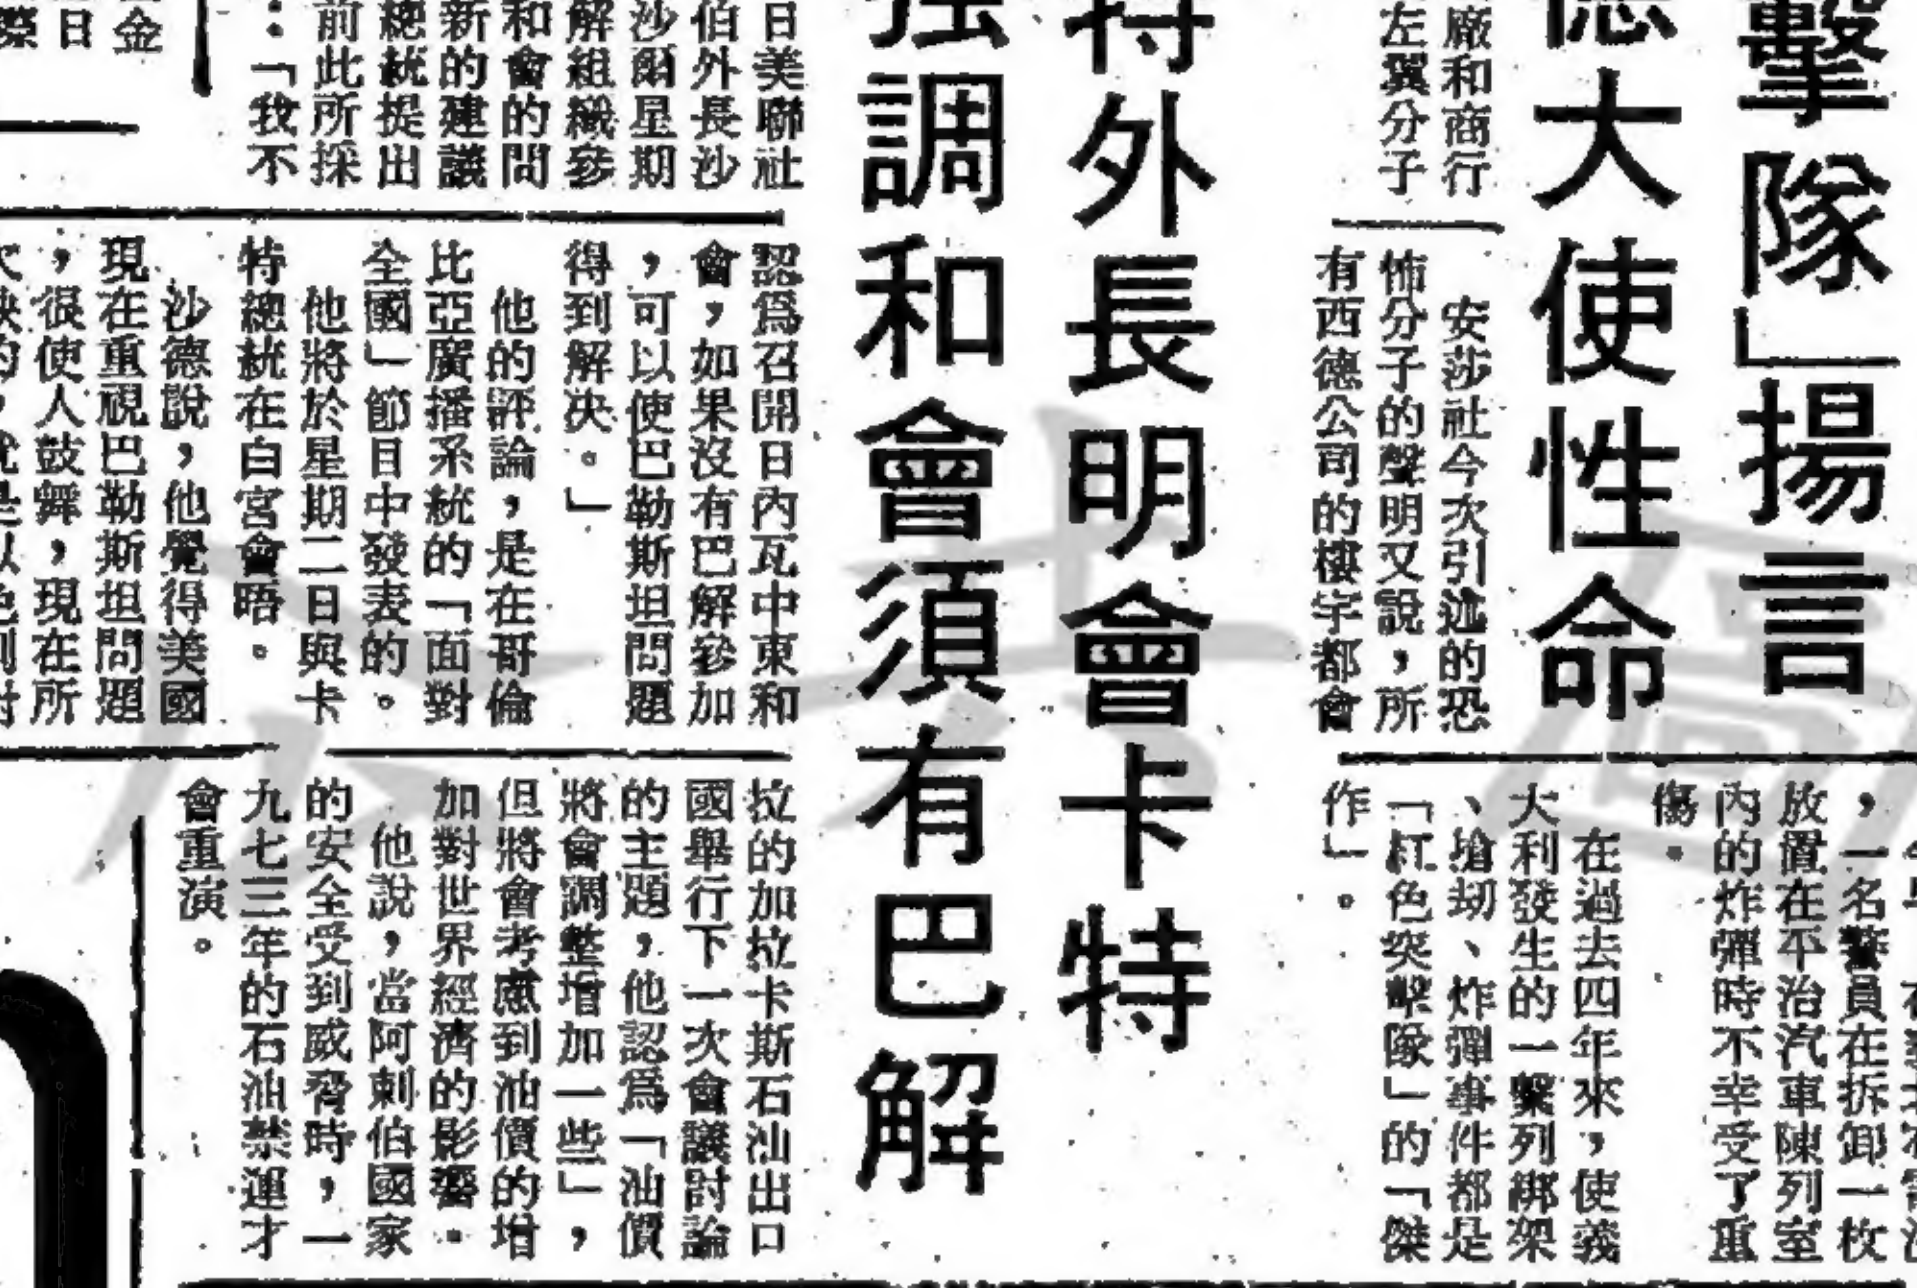 擊隊」揚言
德大使性命
廠和商行
左翼分子
安莎社今次引述的恐
佈分子的聲明又說，所
有西德公司的樓宇都會
，一名警員在拆卸一枚
放置在平治汽車陳列室
內的炸彈時不幸受了重
傷。
在過去四年來，使義
大利發生的一繫列綁架
、搶刧、炸彈事件都是
「紅色突擊隊」的「傑
作」。
特外長明會卡特
强調和會須有巴解
日美聯社
伯外長沙
沙爾星期
解組織參
和會的問
新的建議
總統提出
前此所採
：「我不
認爲召開日內瓦中東和
會，如果沒有巴解參加
，可以使巴勒斯坦問題
得到解决。」
他的評論，是在哥倫
比亞廣播系統的「面對
全國」節目中發表的。
他將於星期二日與卡
特總統在白宮會晤。
沙德說，他覺得美國
現在重視巴勒斯坦問題
，很使人鼓舞，現在所
拉的加拉卡斯石油出口
國舉行下一次會議討論
的主題，他認爲「油價
將會調整增加一些」，
但將會考慮到油價的增
加對世界經濟的影響。
他說，當阿剌伯國家
的安全受到威脅時，一
九七三年的石油禁運才
會重演。
金
日
際